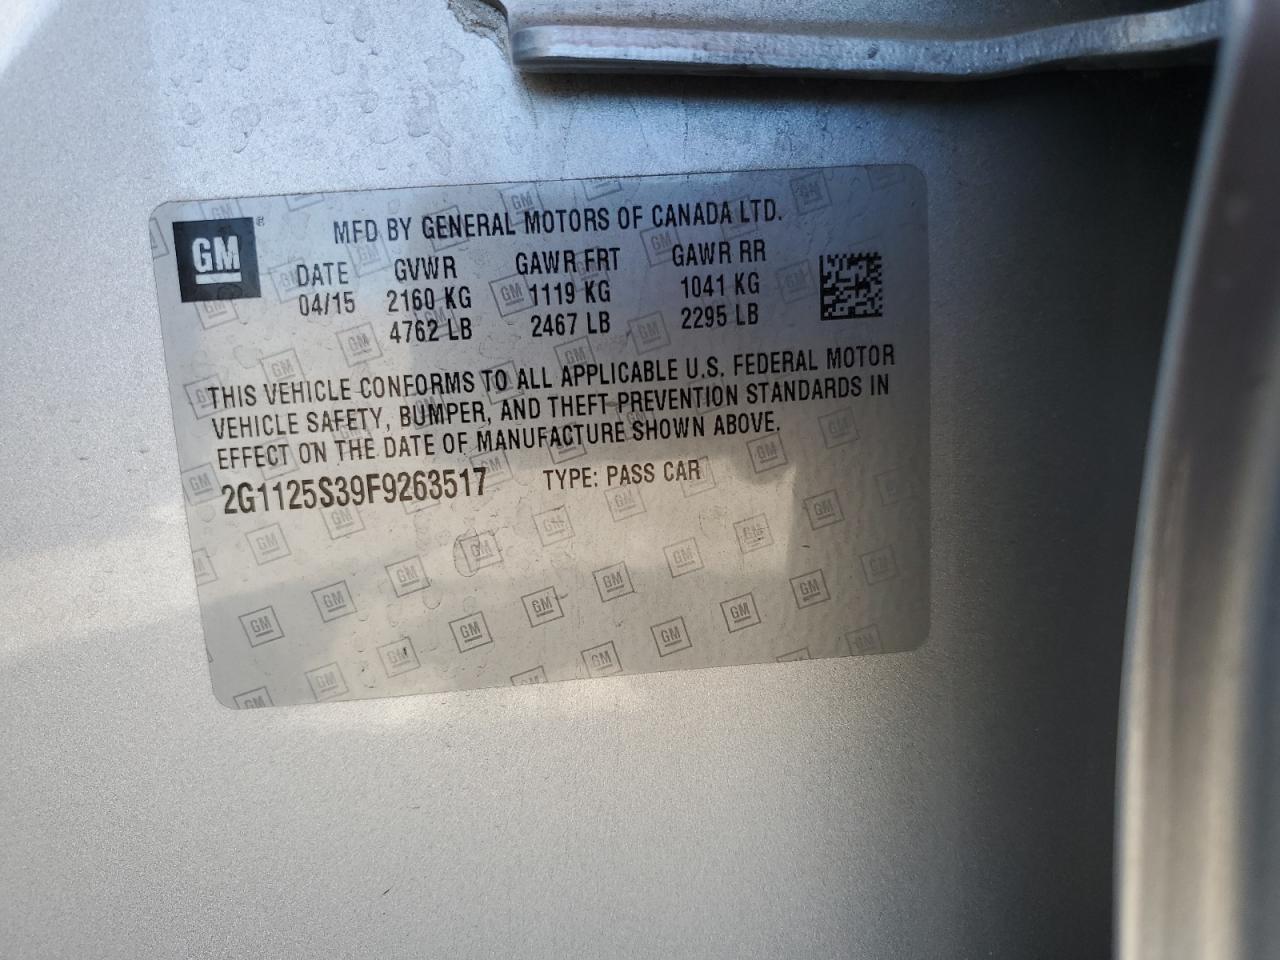 GM
MFD BY GENERAL MOTORS OF CANADA LTD.
DATE GVWR GAWR FRT GAWR RR
04/15 2160 KG 1119 KG 1041 KG
4762 LB 2467 LB 2295 LB
THIS VEHICLE CONFORMS TO ALL APPLICABLE U.S. FEDERAL MOTOR
VEHICLE SAFETY, BUMPER, AND THEFT PREVENTION STANDARDS IN
EFFECT ON THE DATE OF MANUFACTURE SHOWN ABOVE.
2G1125S39F9263517 TYPE: PASS CAR